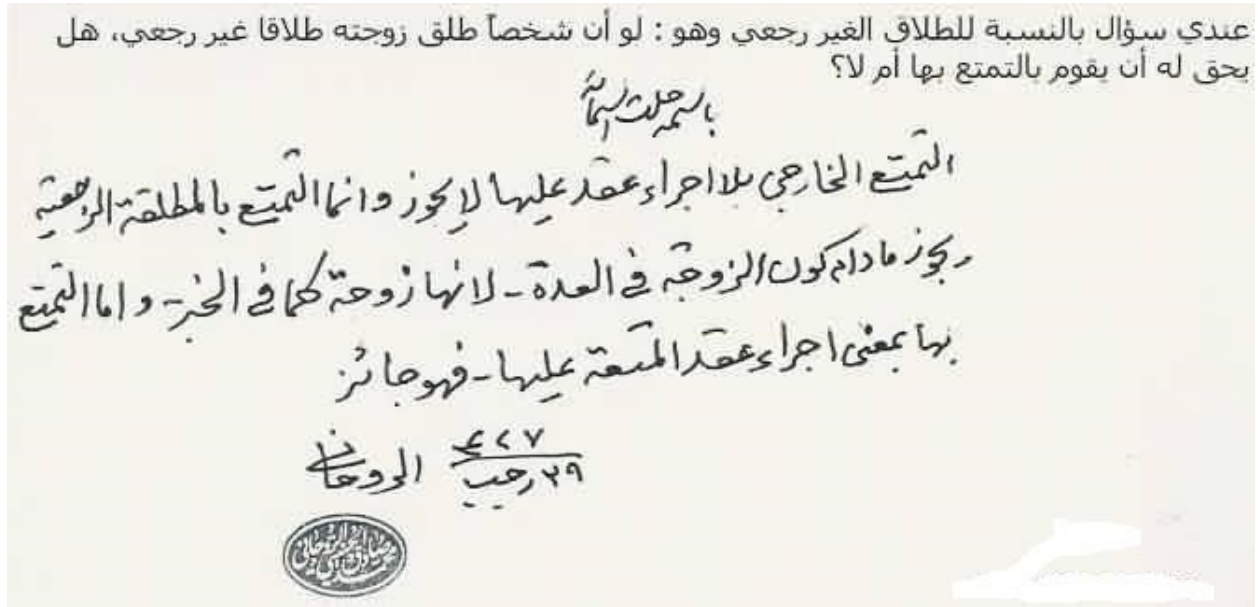 عندي سؤال بالنسبة للطلاق الغير رجعي وهو : لو أن شخصاً طلق زوجته طلاقا غير رجعي، هل
يحق له أن يقوم بالتمتع بها أم لا؟
باسمه جلت اسمائه
التمتع الخارجي بلا اجراء عقد عليها لا يجوز وانما التمتع بالمطلقة الرجعية
يجوز مادام كون الزوجة في العدة - لانها زوجة كما في الخبر - واما التمتع
بها بمعنى اجراء عقد المتعة عليها - فهو جائز
٤٢٧
٢٩ رجب الروحاني